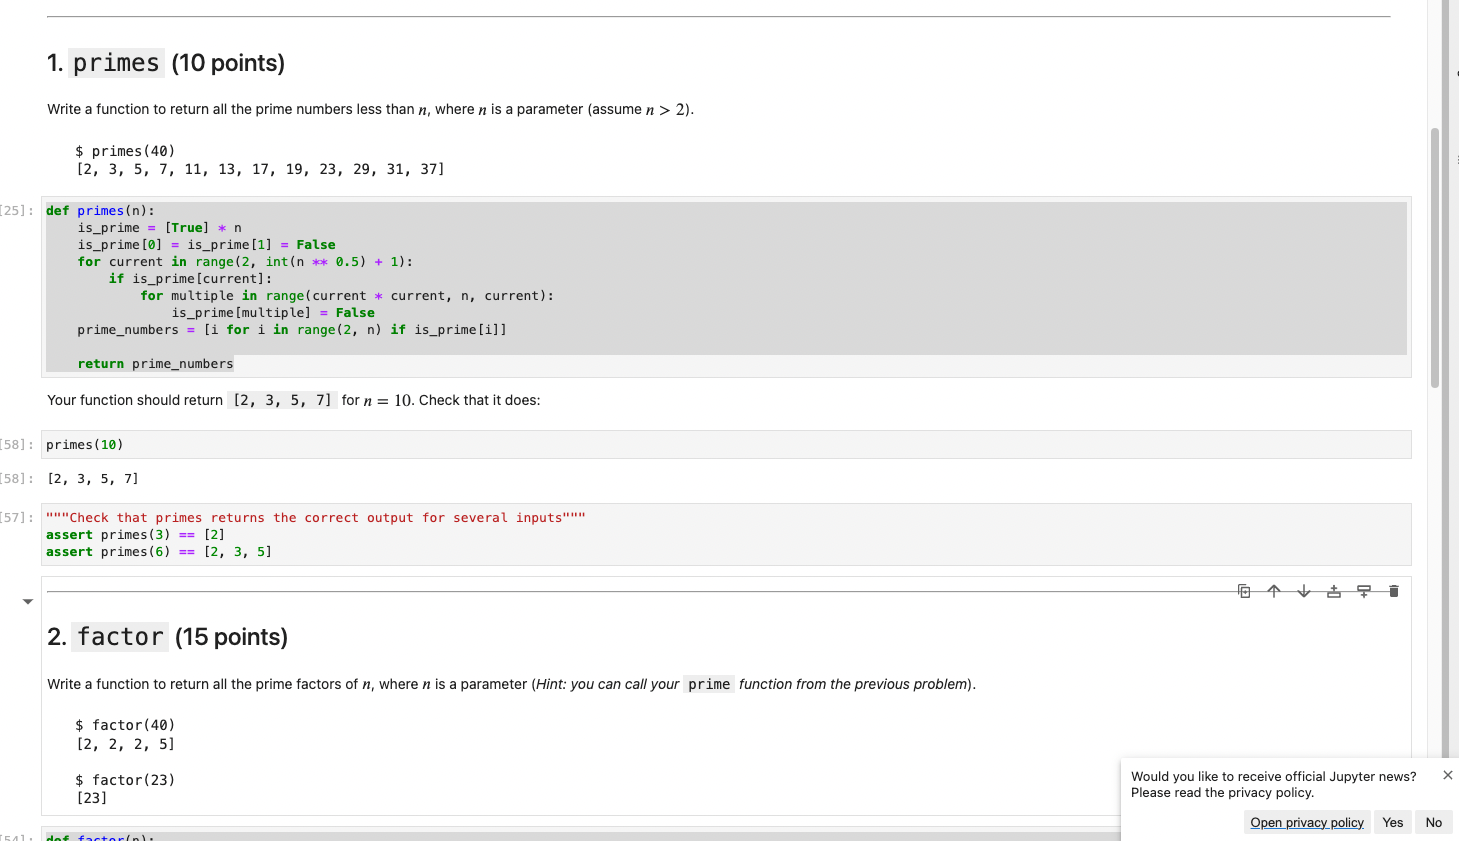 1. primes (10 points)
Write a function to return all the prime numbers less than n, where n is a parameter (assume n > 2).
$ primes(40)
[2, 3, 5, 7, 11, 13, 17, 19, 23, 29, 31, 37]
[25]: def primes(n):
is_prime = [True] * n
is_prime[0] = is_prime[1] = False
for current in range(2, int(n ** 0.5) + 1):
if is_prime[current]:
for multiple in range(current * current, n, current):
is_prime[multiple] = False
prime_numbers = [i for i in range(2, n) if is_prime[i]]
return prime_numbers
Your function should return [2, 3, 5, 7] for n = 10. Check that it does:
[58]: primes(10)
[58]: [2, 3, 5, 7]
[57]: """Check that primes returns the correct output for several inputs"""
assert primes(3) == [2]
assert primes(6) == [2, 3, 5]
2. factor (15 points)
Write a function to return all the prime factors of n, where n is a parameter (Hint: you can call your prime function from the previous problem).
$ factor(40)
[2, 2, 2, 5]
$ factor(23)
[23]
[54]: def factor(n):
Would you like to receive official Jupyter news?
Please read the privacy policy.
Open privacy policy Yes No